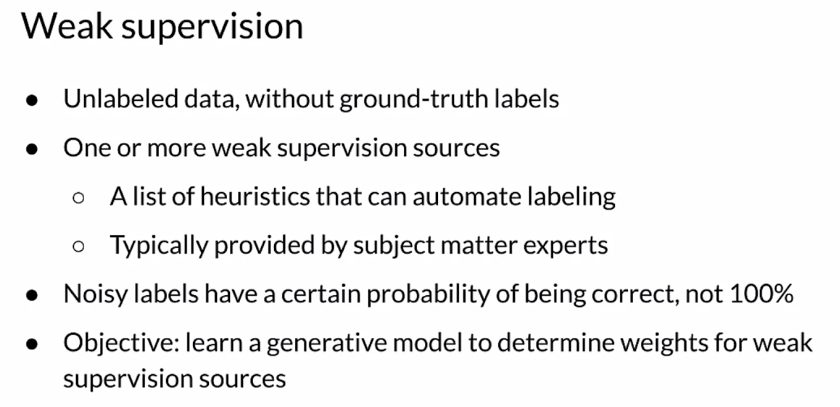 Weak supervision
● Unlabeled data, without ground-truth labels
● One or more weak supervision sources
○ A list of heuristics that can automate labeling
○ Typically provided by subject matter experts
● Noisy labels have a certain probability of being correct, not 100%
● Objective: learn a generative model to determine weights for weak
supervision sources